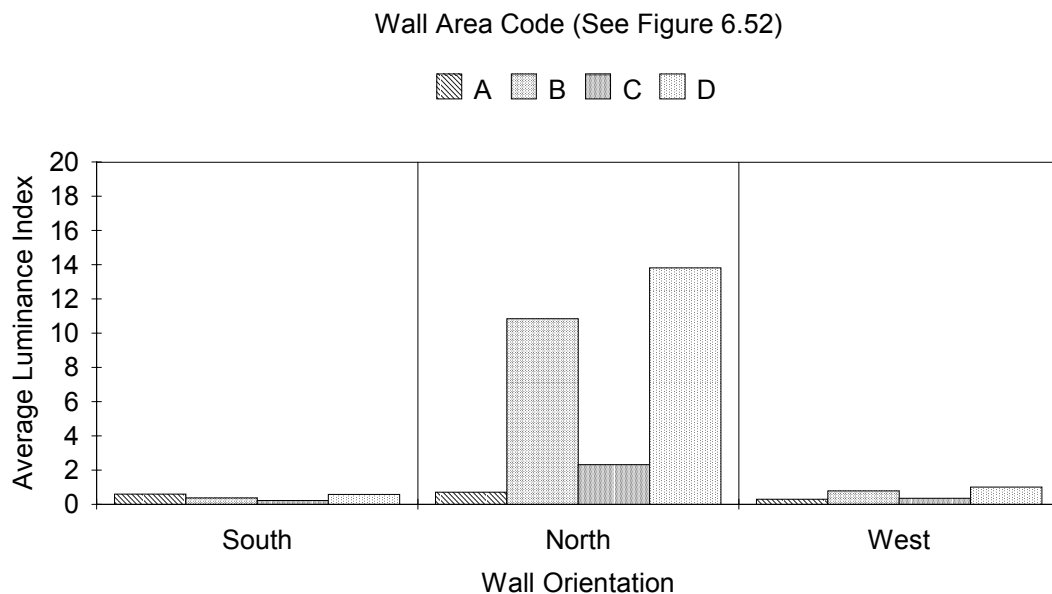 Wall Area Code (See Figure 6.52)
A B C D
Average Luminance Index
20
18
16
14
12
10
8
6
4
2
0
South North West
Wall Orientation